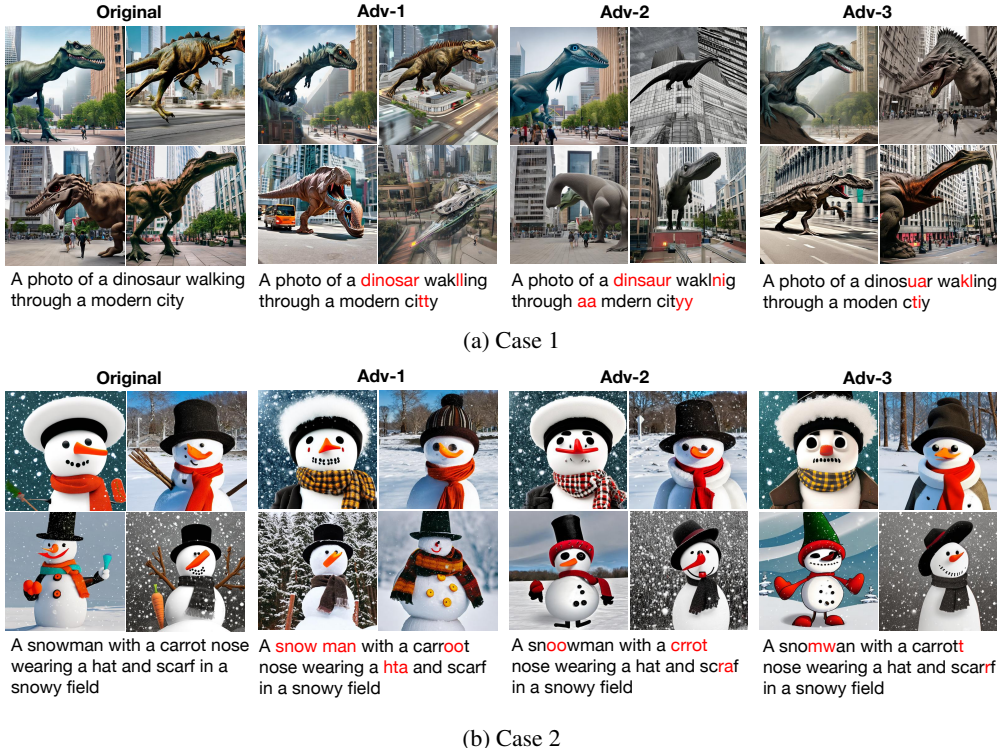 Original Adv-1 Adv-2 Adv-3
A photo of a dinosaur walking
through a modern city
A photo of a dinosar waklling
through a modern citty
A photo of a dinsaur waklnig
through aa mdern cityy
A photo of a dinosuar wakling
through a moden ctiy
(a) Case 1
Original Adv-1 Adv-2 Adv-3
A snowman with a carrot nose
wearing a hat and scarf in a
snowy field
A snow man with a carroot
nose wearing a hta and scarf
in a snowy field
A snoowman with a crrot
nose wearing a hat and scraf
in a snowy field
A snomwan with a carrott
nose wearing a hat and scarrf
in a snowy field
(b) Case 2